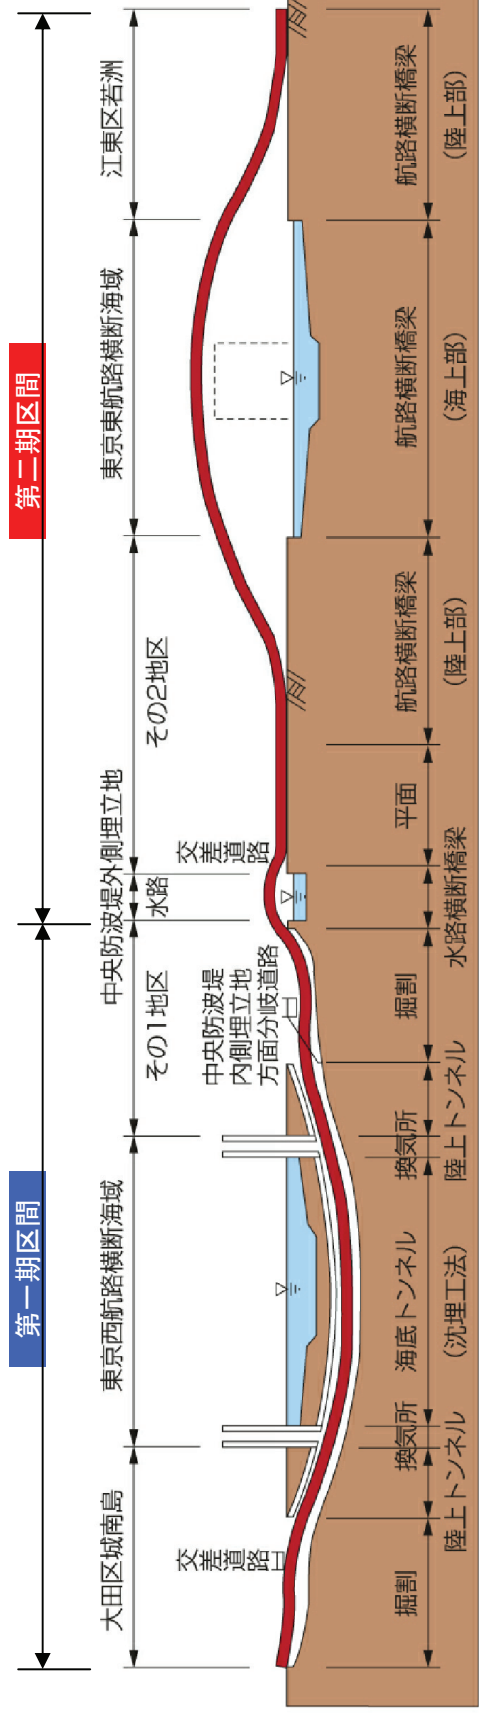 第一期区間
第二期区間
大田区城南島
東京西航路横断海域
中央防波堤外側埋立地
東京東航路横断海域
江東区若洲
その1地区
水路
その2地区
交差
道路
中央防波堤
内側埋立地
方面分岐道路
交差
道路
掘割
陸上トンネル
換気所
海底トンネル
(沈埋工法)
換気所
陸上トンネル
掘割
水路横断橋梁
平面
航路横断橋梁
(陸上部)
航路横断橋梁
(海上部)
航路横断橋梁
(陸上部)